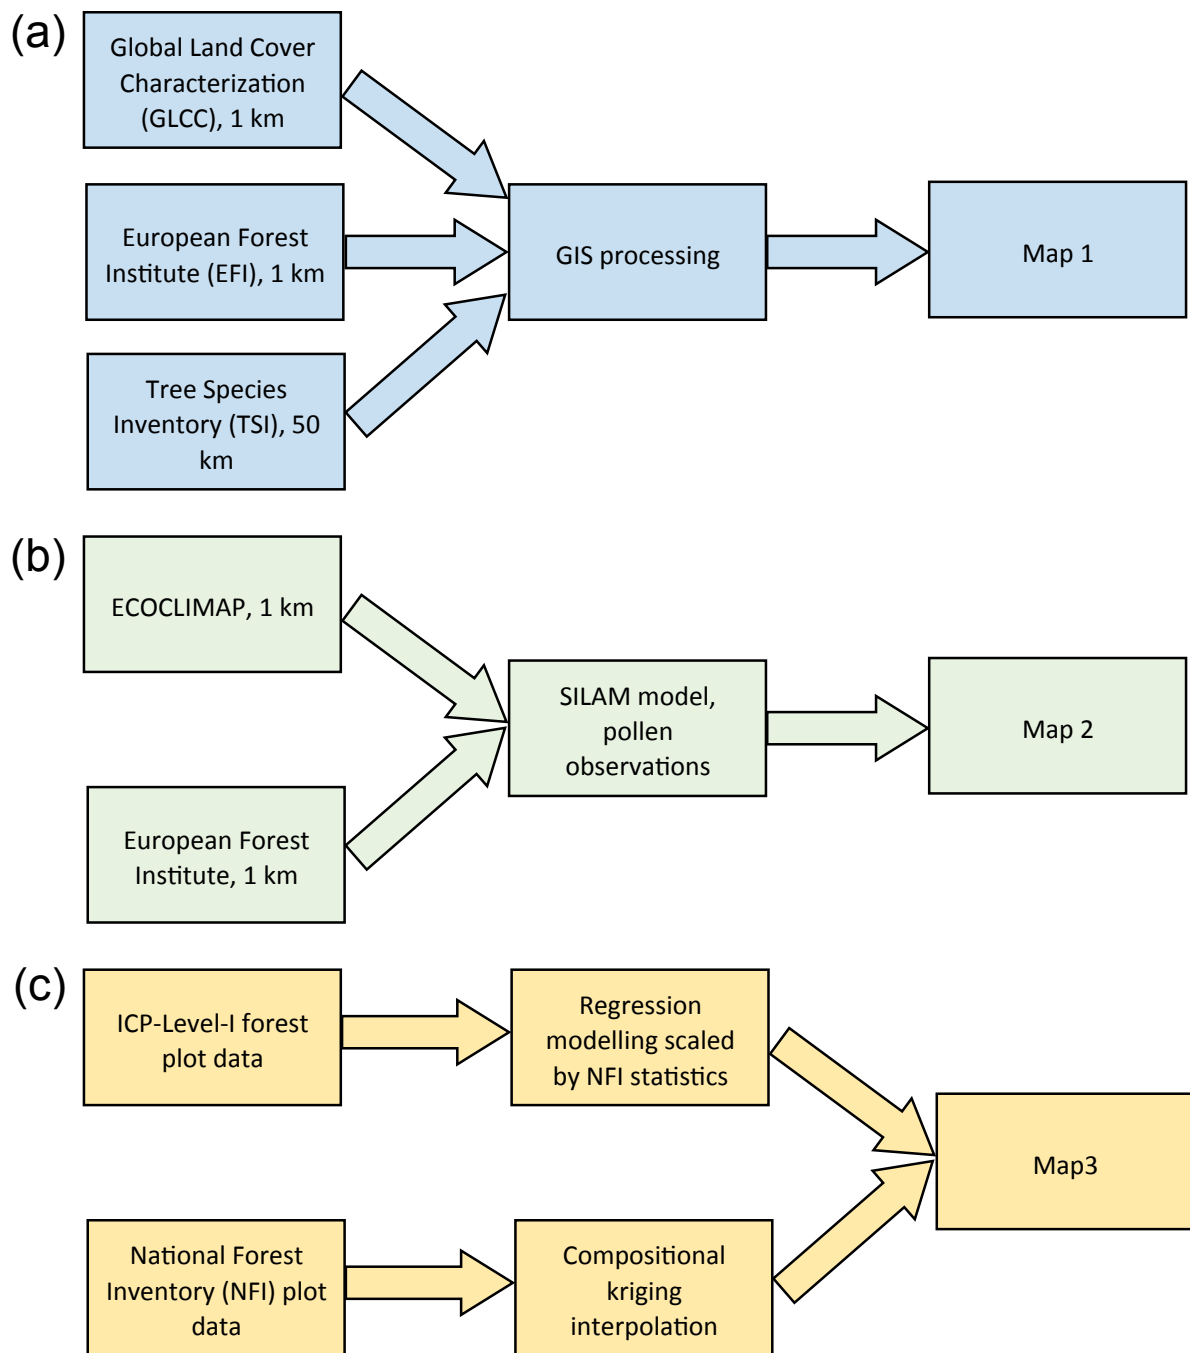 (a)
Global Land Cover
Characterization
(GLCC), 1 km
European Forest
Institute (EFI), 1 km
Tree Species
Inventory (TSI), 50
km
GIS processing
Map 1
(b)
ECOCLIMAP, 1 km
European Forest
Institute, 1 km
SILAM model,
pollen
observations
Map 2
(c)
ICP-Level-I forest
plot data
Regression
modelling scaled
by NFI statistics
National Forest
Inventory (NFI) plot
data
Compositional
kriging
interpolation
Map3